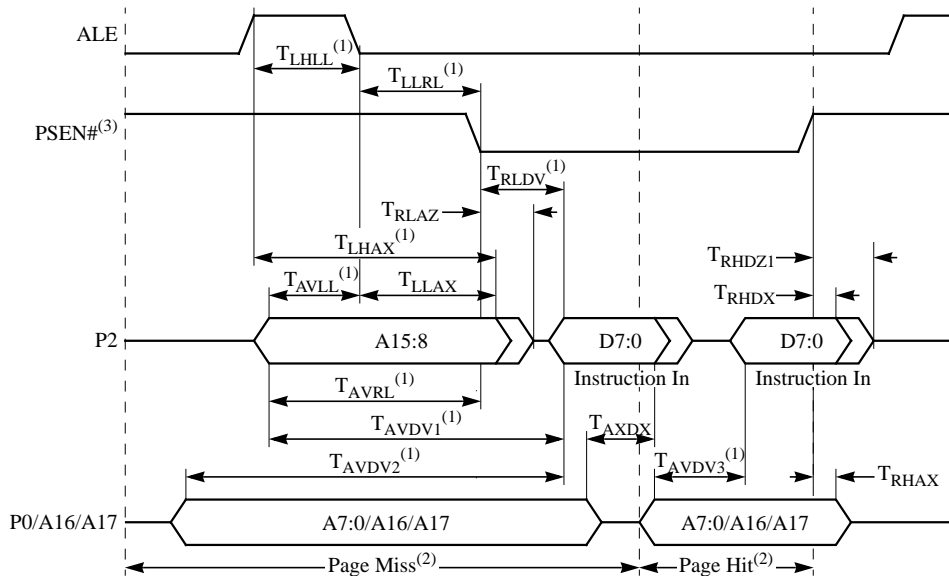 ALE
T_LHLL(1)
T_LLRL(1)
PSEN#(3)
T_RLDV(1)
T_RLAZ
T_LHAX(1)
T_RHDZ1
T_AVLL(1) T_LLAX
T_RHDX
P2 A15:8 D7:0 D7:0
Instruction In Instruction In
T_AVRL(1)
T_AVDV1(1) T_AXDX
T_AVDV2(1) T_AVDV3(1) T_RHAX
P0/A16/A17 A7:0/A16/A17 A7:0/A16/A17
Page Miss(2) Page Hit(2)